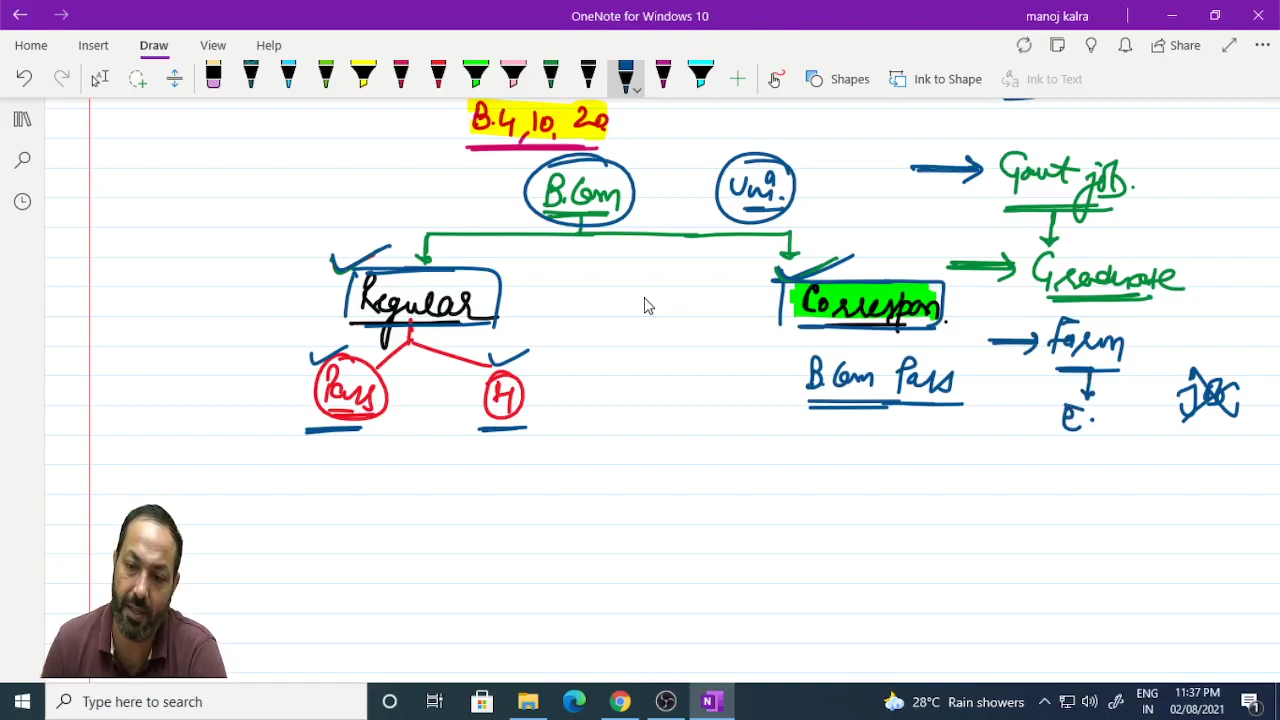 OneNote for Windows 10
manoj kalra
Home Insert Draw View Help
Share
Shapes Ink to Shape Ink to Text
B.4, 10, 20
B.Com Uni.
Govt job.
Graduate
Regular Correspon.
Form
Pass H
B.Com Pass
E.
job
Type here to search
28°C Rain showers
ENG
IN
11:37 PM
02/08/2021
1